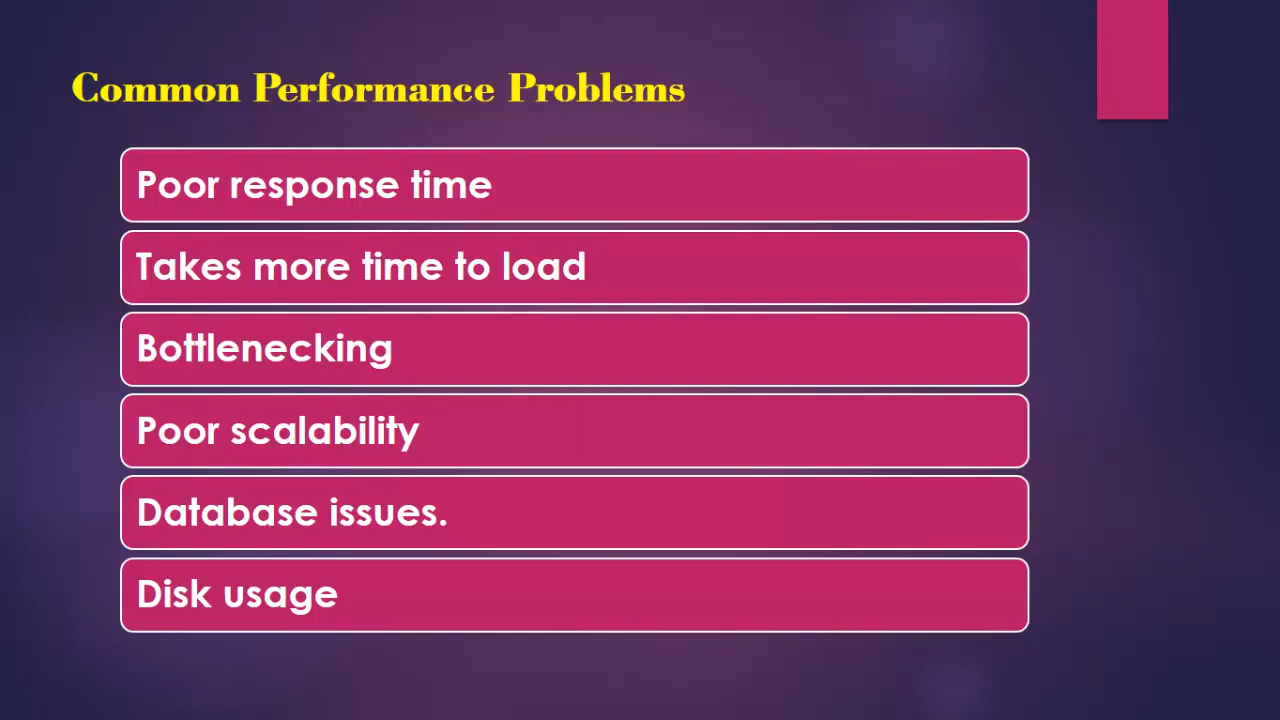 Common Performance Problems
Poor response time
Takes more time to load
Bottlenecking
Poor scalability
Database issues.
Disk usage